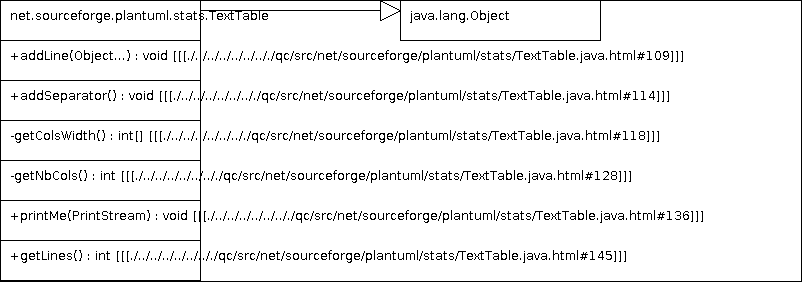 net.sourceforge.plantuml.stats.TextTable
java.lang.Object
+addLine(Object...) : void [[[./../../../../../../qc/src/net/sourceforge/plantuml/stats/TextTable.java.html#109]]]
+addSeparator() : void [[[./../../../../../../qc/src/net/sourceforge/plantuml/stats/TextTable.java.html#114]]]
-getColsWidth() : int[] [[[./../../../../../../qc/src/net/sourceforge/plantuml/stats/TextTable.java.html#118]]]
-getNbCols() : int [[[./../../../../../../qc/src/net/sourceforge/plantuml/stats/TextTable.java.html#128]]]
+printMe(PrintStream) : void [[[./../../../../../../qc/src/net/sourceforge/plantuml/stats/TextTable.java.html#136]]]
+getLines() : int [[[./../../../../../../qc/src/net/sourceforge/plantuml/stats/TextTable.java.html#145]]]